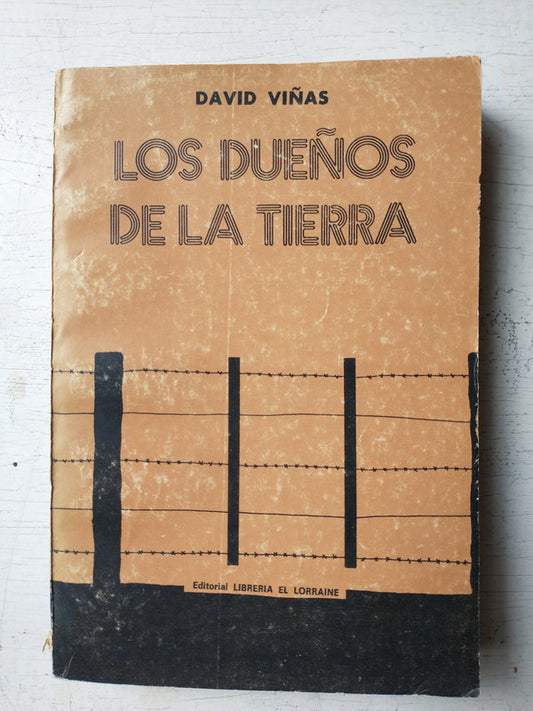 DAVID VIÑAS
LOS DUEÑOS
DE LA TIERRA
Editorial LIBRERIA EL LORRAINE